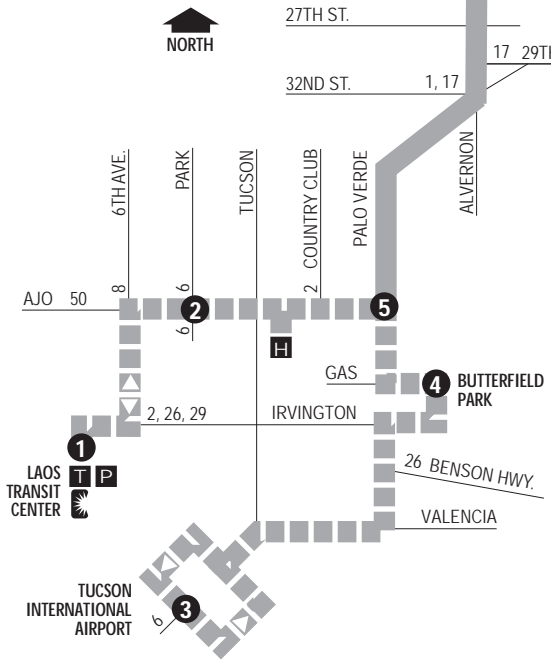 27TH ST.
NORTH
17 29TH
32ND ST. 1, 17
6TH AVE.
PARK
TUCSON
COUNTRY CLUB
PALO VERDE
ALVERNON
AJO 50
8
6
2
6
2
5
H
GAS
4
BUTTERFIELD
PARK
2, 26, 29
IRVINGTON
1
LAOS
TRANSIT
CENTER
T P
26 BENSON HWY.
VALENCIA
TUCSON
INTERNATIONAL
AIRPORT
6
3